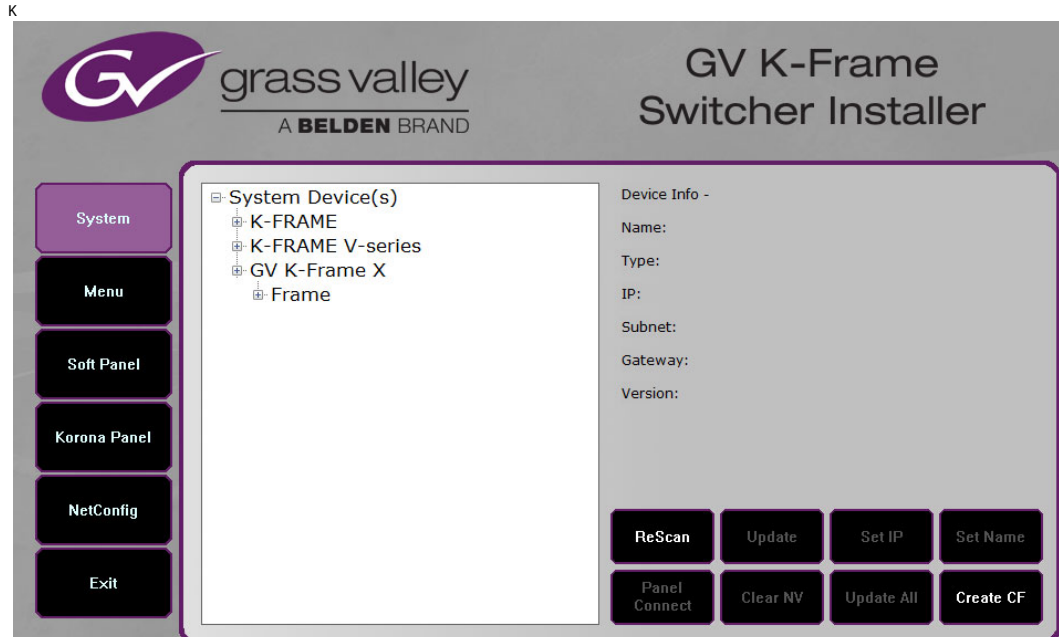 K
GV
grass valley
A BELDEN BRAND
GV K-Frame
Switcher Installer
System
Menu
Soft Panel
Korona Panel
NetConfig
Exit
System Device(s)
K-FRAME
K-FRAME V-series
GV K-Frame X
Frame
Device Info -
Name:
Type:
IP:
Subnet:
Gateway:
Version:
ReScan
Update
Set IP
Set Name
Panel
Connect
Clear NV
Update All
Create CF